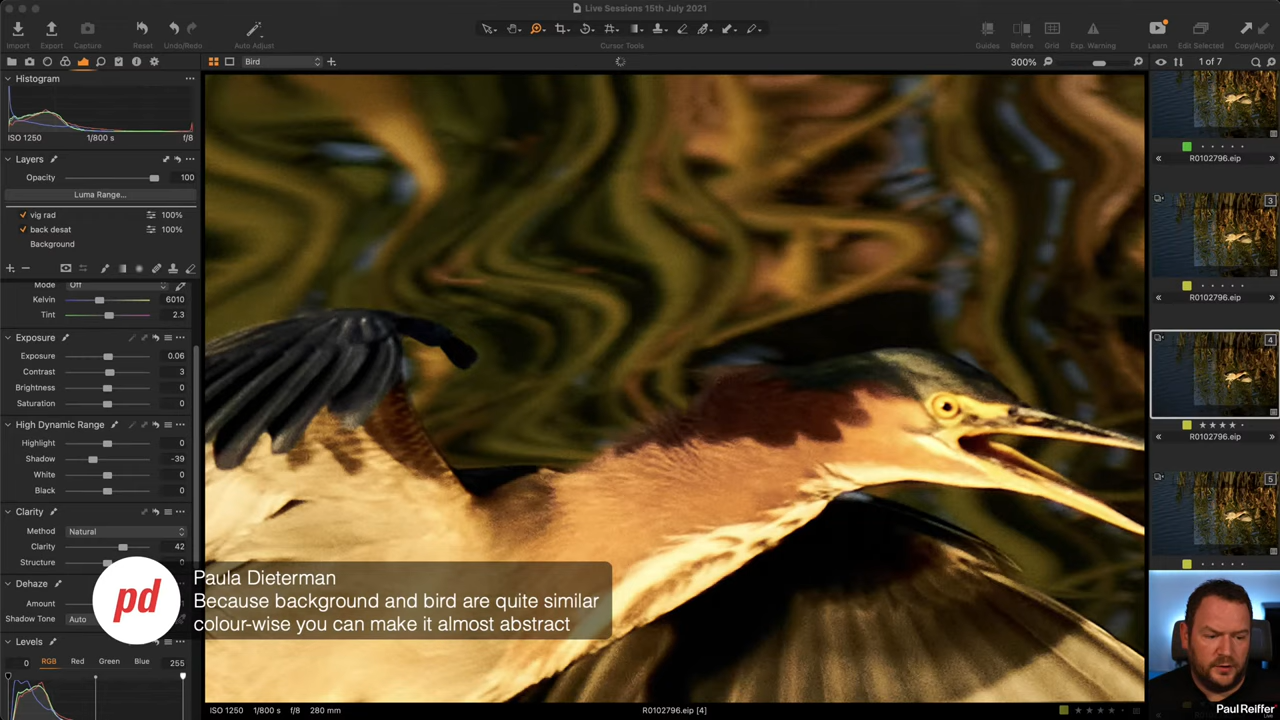 Live Sessions 15th July 2021
Import
Export
Capture
Reset
Undo/Redo
Auto Adjust
Cursor Tools
Guides
Before
Grid
Exp. Warning
Learn
Edit Selected
Copy/Apply
Bird
300%
1 of 7
Histogram
ISO 1250
1/800 s
f/8
Layers
Opacity
100
Luma Range...
vig rad
100%
back desat
100%
Background
Mode
Off
Kelvin
6010
Tint
2.3
Exposure
Exposure
0.06
Contrast
3
Brightness
0
Saturation
0
High Dynamic Range
Highlight
0
Shadow
-39
White
0
Black
0
Clarity
Method
Natural
Clarity
42
Structure
0
Dehaze
Amount
Shadow Tone
Auto
Levels
0
RGB
Red
Green
Blue
255
pd
Paula Dieterman
Because background and bird are quite similar
colour-wise you can make it almost abstract
ISO 1250
1/800 s
f/8
280 mm
R0102796.eip [4]
R0102796.eip
3
R0102796.eip
4
R0102796.eip
5
Paul Reiffer
Live